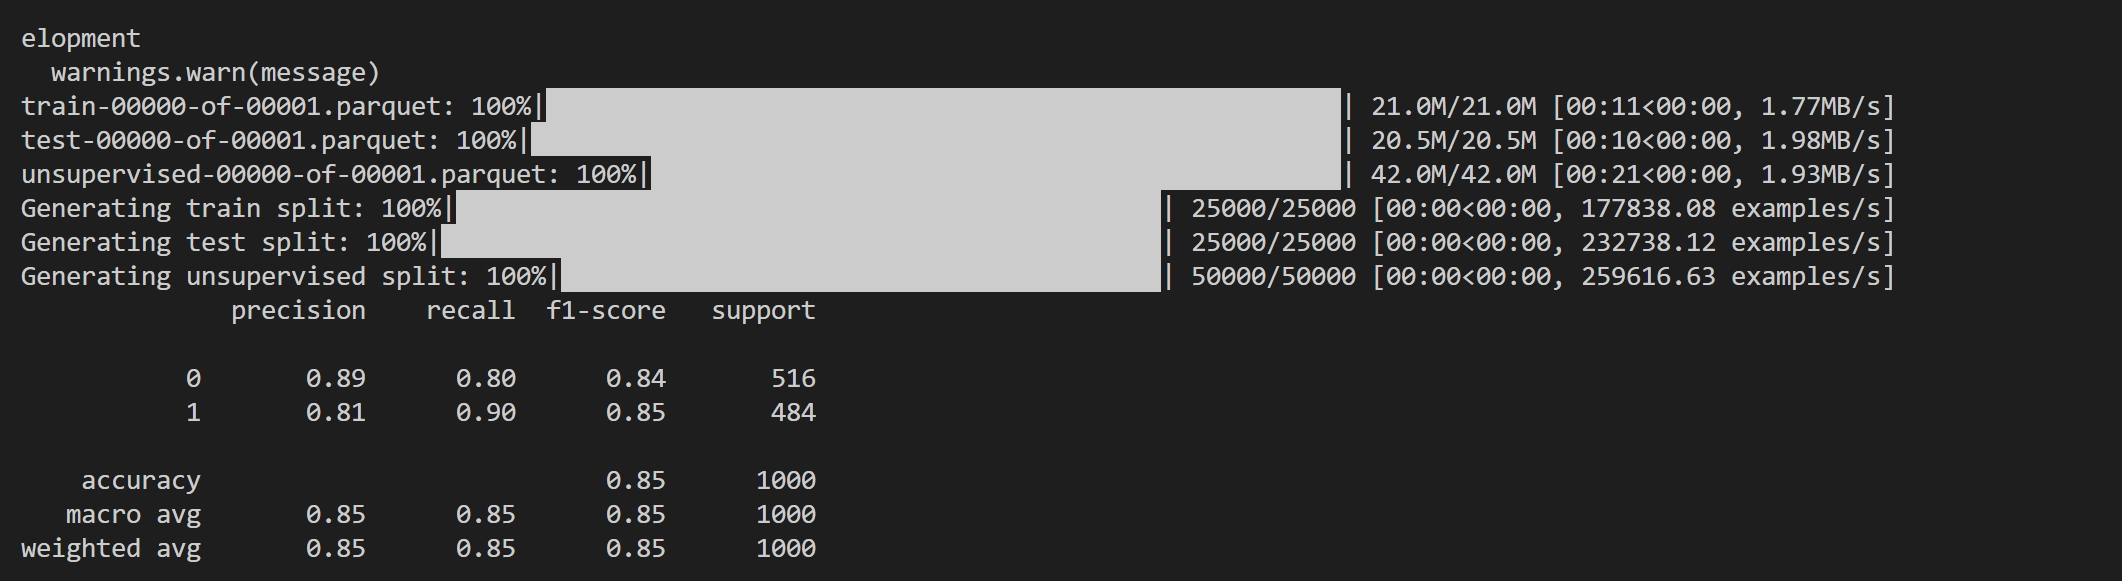 elopment
  warnings.warn(message)
train-00000-of-00001.parquet: 100%|| 21.0M/21.0M [00:11<00:00, 1.77MB/s]
test-00000-of-00001.parquet: 100%|| 20.5M/20.5M [00:10<00:00, 1.98MB/s]
unsupervised-00000-of-00001.parquet: 100%|| 42.0M/42.0M [00:21<00:00, 1.93MB/s]
Generating train split: 100%|| 25000/25000 [00:00<00:00, 177838.08 examples/s]
Generating test split: 100%|| 25000/25000 [00:00<00:00, 232738.12 examples/s]
Generating unsupervised split: 100%|| 50000/50000 [00:00<00:00, 259616.63 examples/s]
              precision    recall  f1-score   support
           0       0.89      0.80      0.84       516
           1       0.81      0.90      0.85       484
    accuracy                           0.85      1000
   macro avg       0.85      0.85      0.85      1000
weighted avg       0.85      0.85      0.85      1000